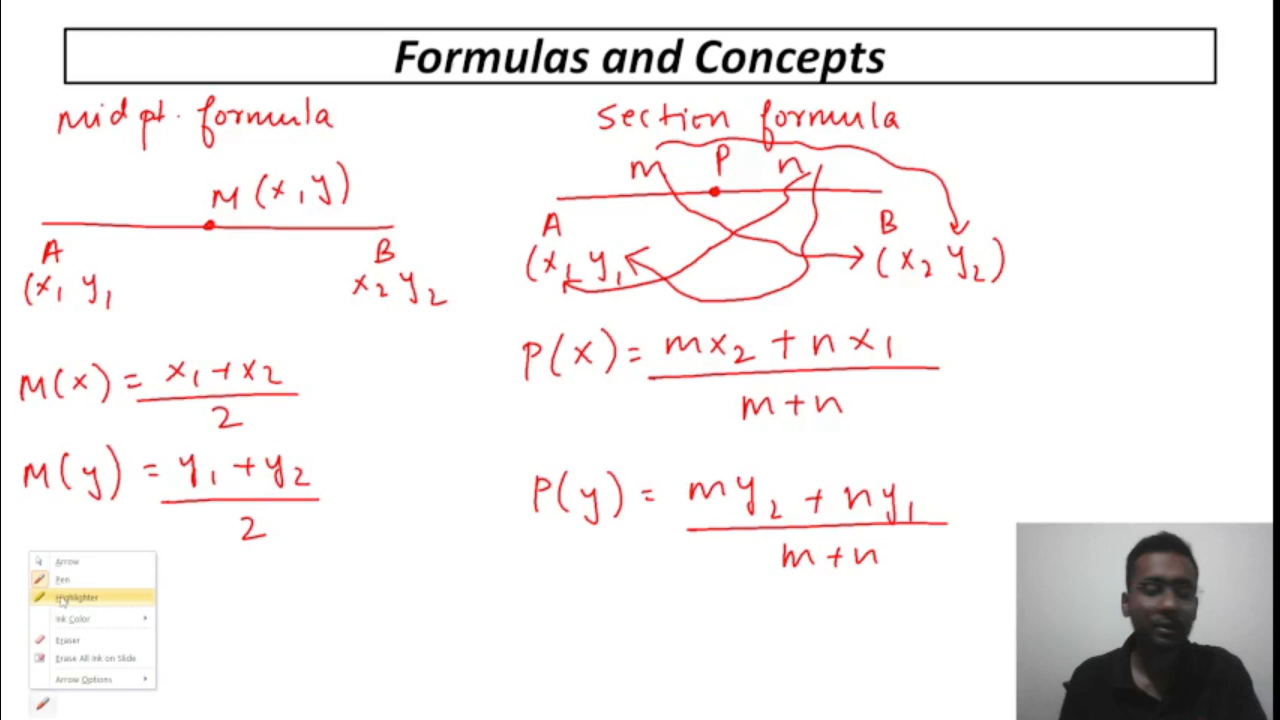 Formulas and Concepts
mid pt. formula
M (x, y)
A B
(x₁ y₁ x₂ y₂
M(x) = x₁ + x₂
2
M(y) = y₁ + y₂
2
section formula
m P n
A B
(x₁ y₁ (x₂ y₂)
P(x) = mx₂ + nx₁
m + n
P(y) = my₂ + ny₁
m + n
Arrow
Pen
Highlighter
Ink Color
Eraser
Erase All Ink on Slide
Arrow Options